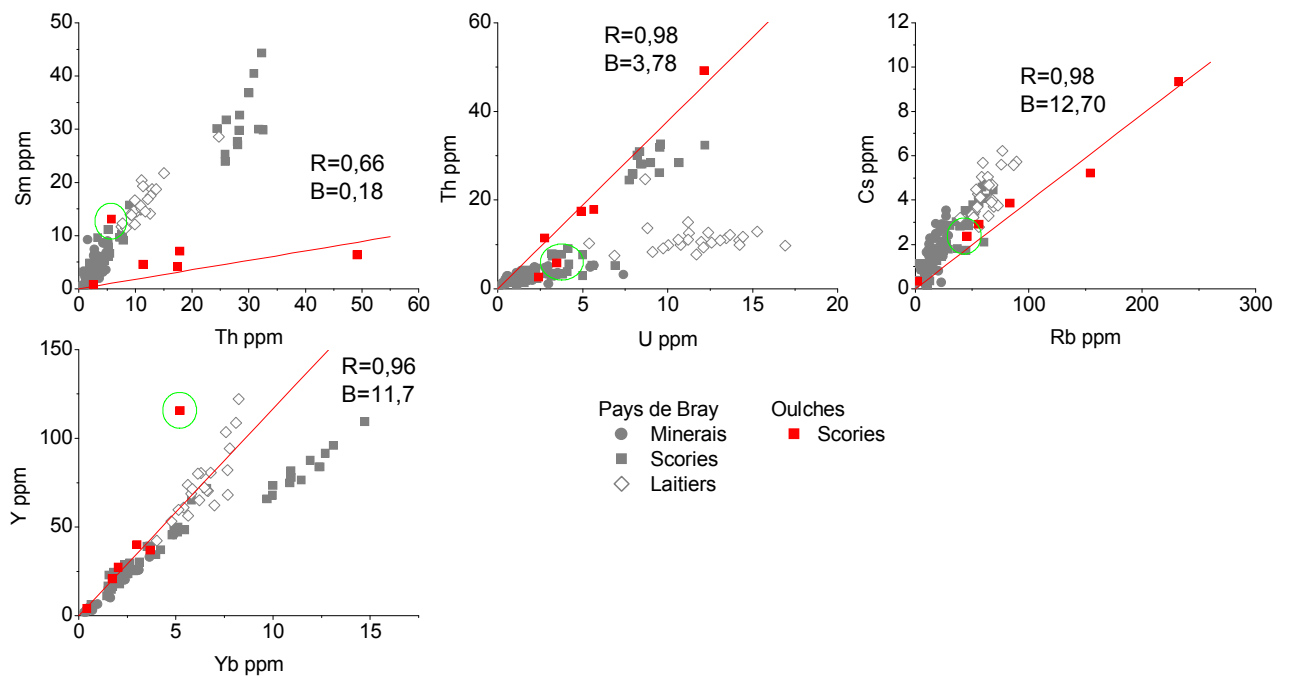 50
40
30
20
10
0
Sm ppm
R=0,66
B=0,18
0 10 20 30 40 50 60
Th ppm
60
40
20
0
Th ppm
R=0,98
B=3,78
0 5 10 15 20
U ppm
12
10
8
6
4
2
0
Cs ppm
R=0,98
B=12,70
0 100 200 300
Rb ppm
150
100
50
0
Y ppm
R=0,96
B=11,7
0 5 10 15
Yb ppm
Pays de Bray Oulches
Minerais Scories
Scories
Laitiers